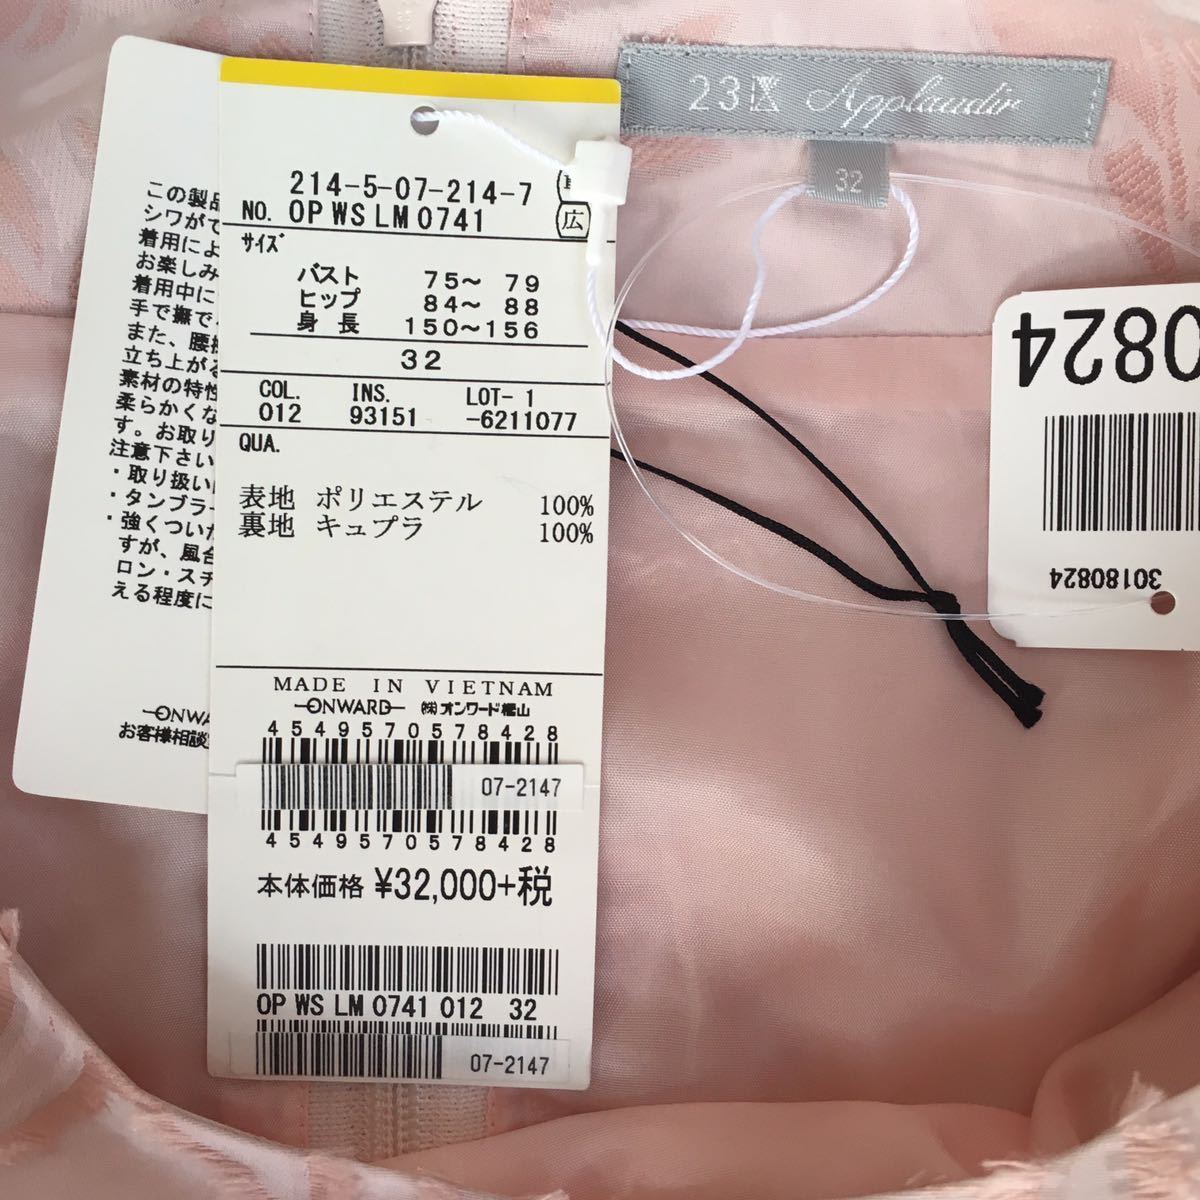 この製品
シワがで
着用によ
お楽しみ
着用中に
手で撫で
また、腰掛
立ち上がる
素材の特性
柔らかくな
す。お取り
注意下さい
・取り扱い
・タンブラー
・強くついた
すが、風合
ロン・スチ
える程度に
ONWA
お客様相談
214-5-07-214-7
NO. OP WS LM 0741
広
サイズ
バスト 75〜 79
ヒップ 84〜 88
身 長 150〜156
32
COL. INS. LOT- 1
012 93151 -6211077
QUA.
表地 ポリエステル 100%
裏地 キュプラ 100%
MADE IN VIETNAM
ONWARD ㈱オンワード樫山
4549570578428
07-2147
4549570578428
本体価格 ¥32,000+税
OP WS LM 0741 012 32
07-2147
23区 Applaudir
32
0824
30180824